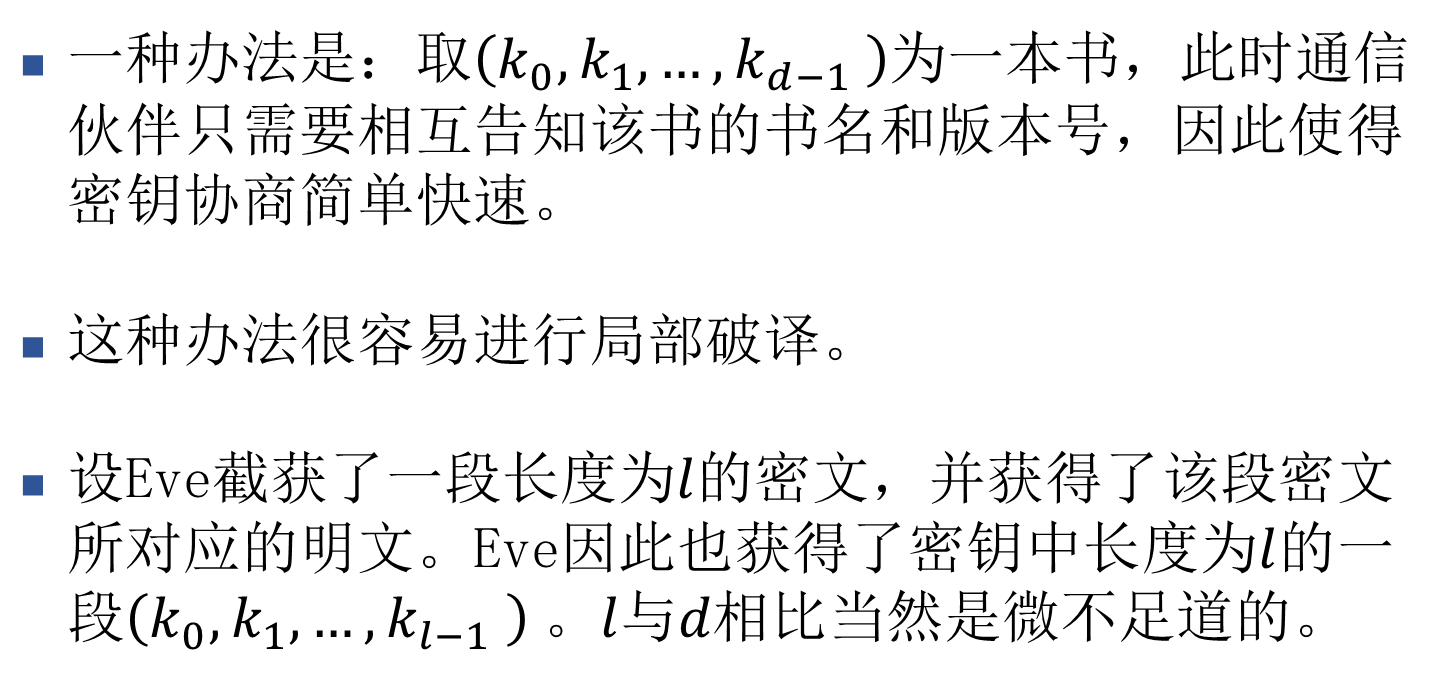 ■ 一种办法是：取(𝑘₀, 𝑘₁, … , 𝑘_{𝑑−1} )为一本书，此时通信
伙伴只需要相互告知该书的书名和版本号，因此使得
密钥协商简单快速。
■ 这种办法很容易进行局部破译。
■ 设Eve截获了一段长度为𝑙的密文，并获得了该段密文
所对应的明文。Eve因此也获得了密钥中长度为𝑙的一
段(𝑘₀, 𝑘₁, … , 𝑘_{𝑙−1} ) 。𝑙与𝑑相比当然是微不足道的。